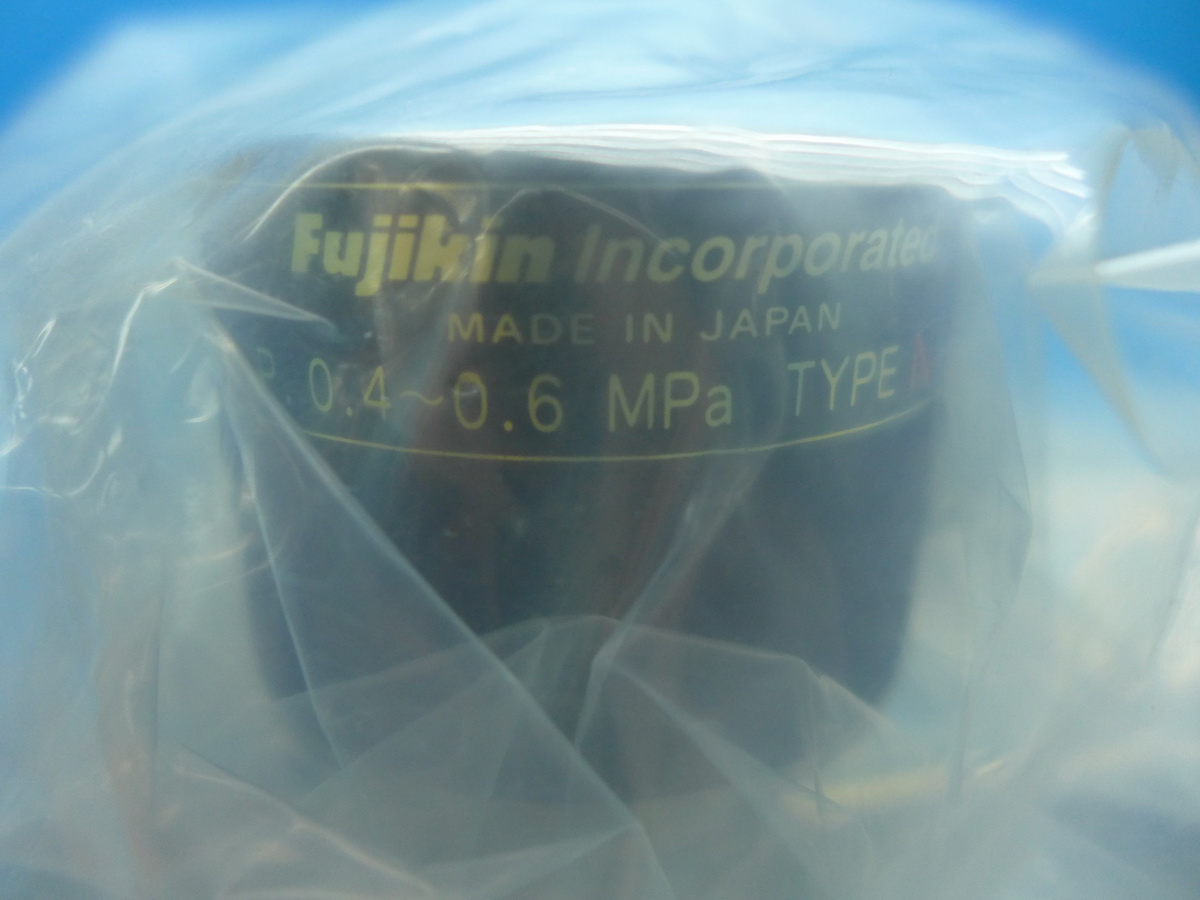 Fujikin Incorporated
MADE IN JAPAN
P. 0.4~0.6 MPa TYPE A